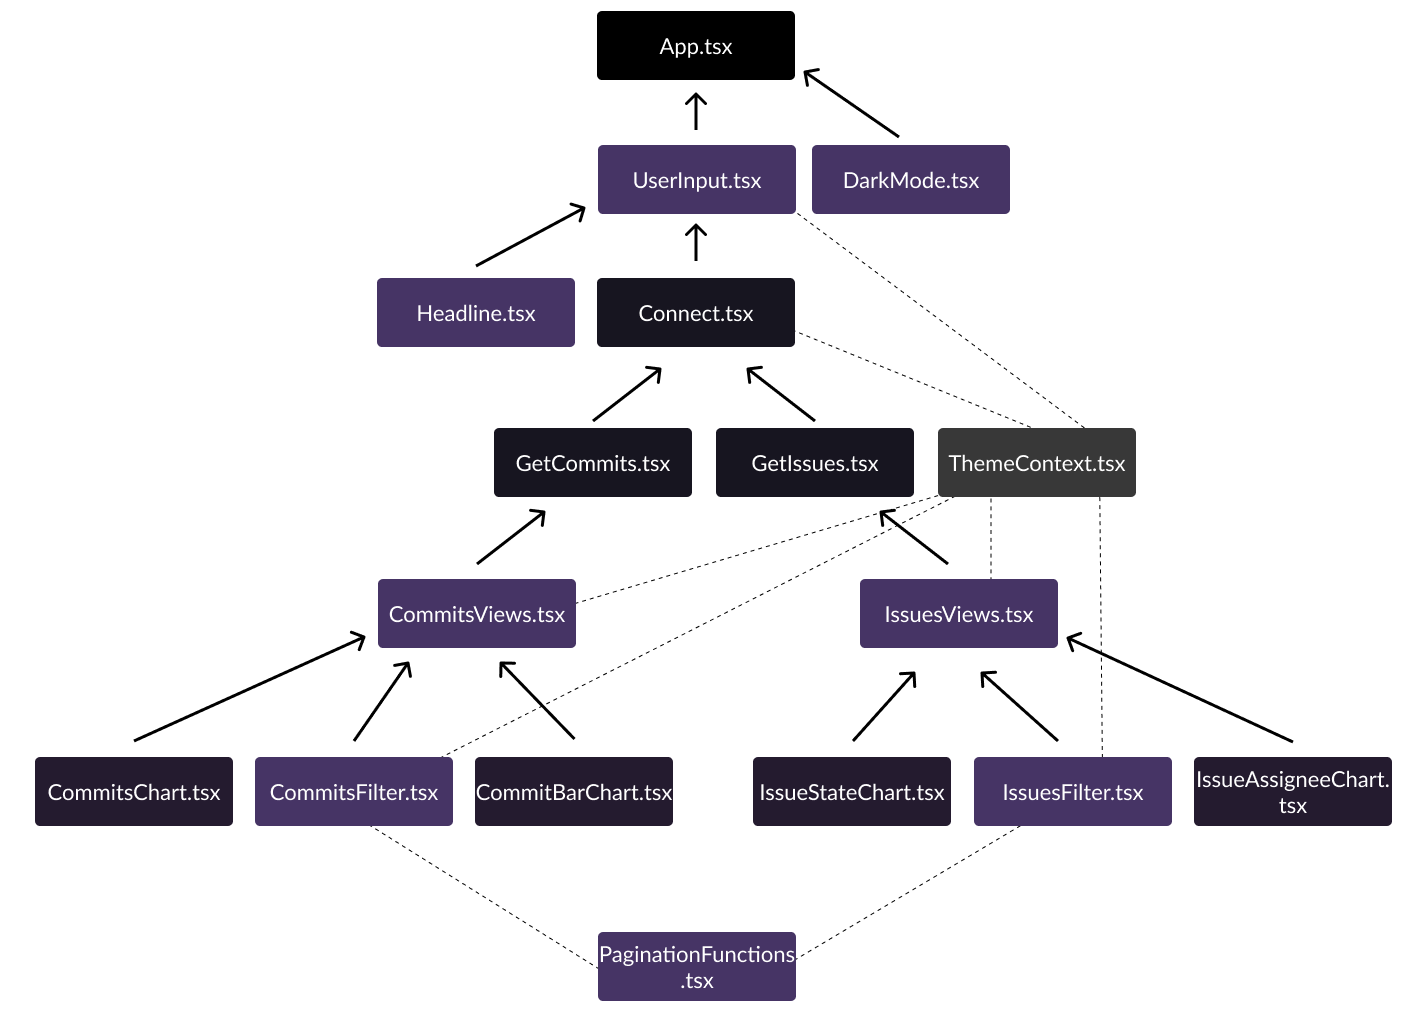 App.tsx
UserInput.tsx
DarkMode.tsx
Headline.tsx
Connect.tsx
GetCommits.tsx
GetIssues.tsx
ThemeContext.tsx
CommitsViews.tsx
IssuesViews.tsx
CommitsChart.tsx
CommitsFilter.tsx
CommitBarChart.tsx
IssueStateChart.tsx
IssuesFilter.tsx
IssueAssigneeChart.
tsx
PaginationFunctions
.tsx